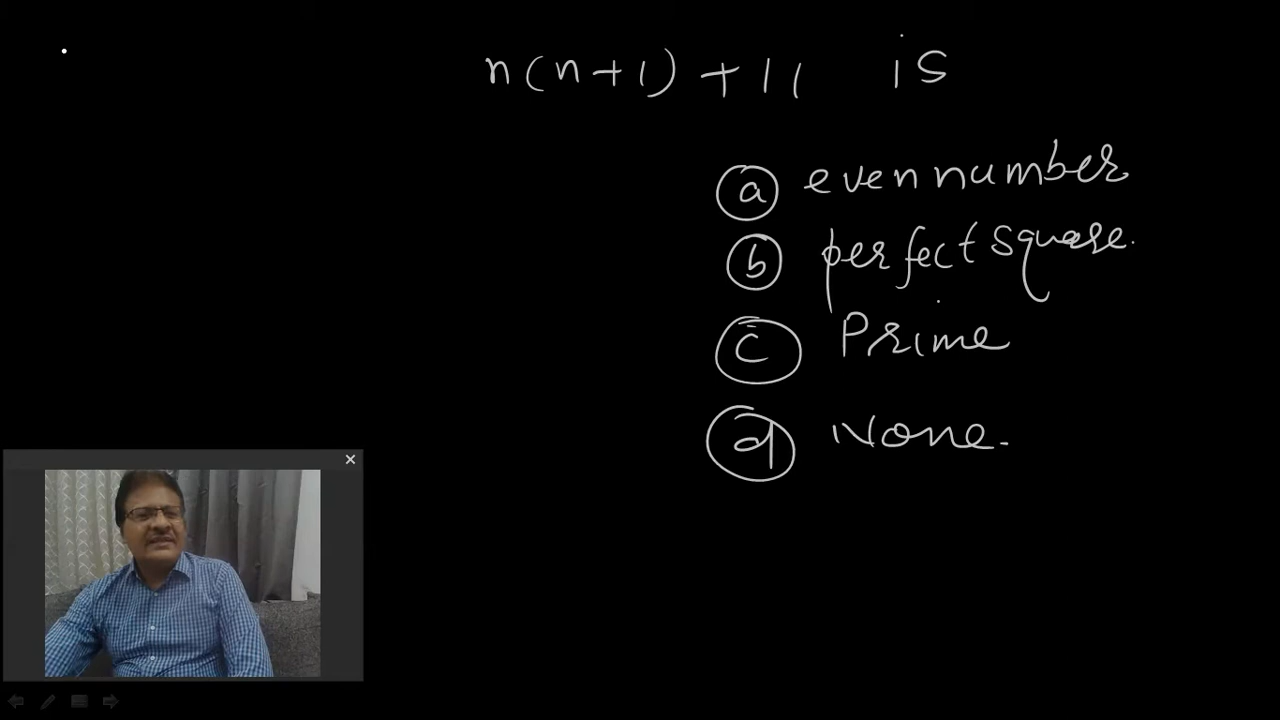 n(n+1)+11 is
a even number
b perfect square.
c Prime
d None.